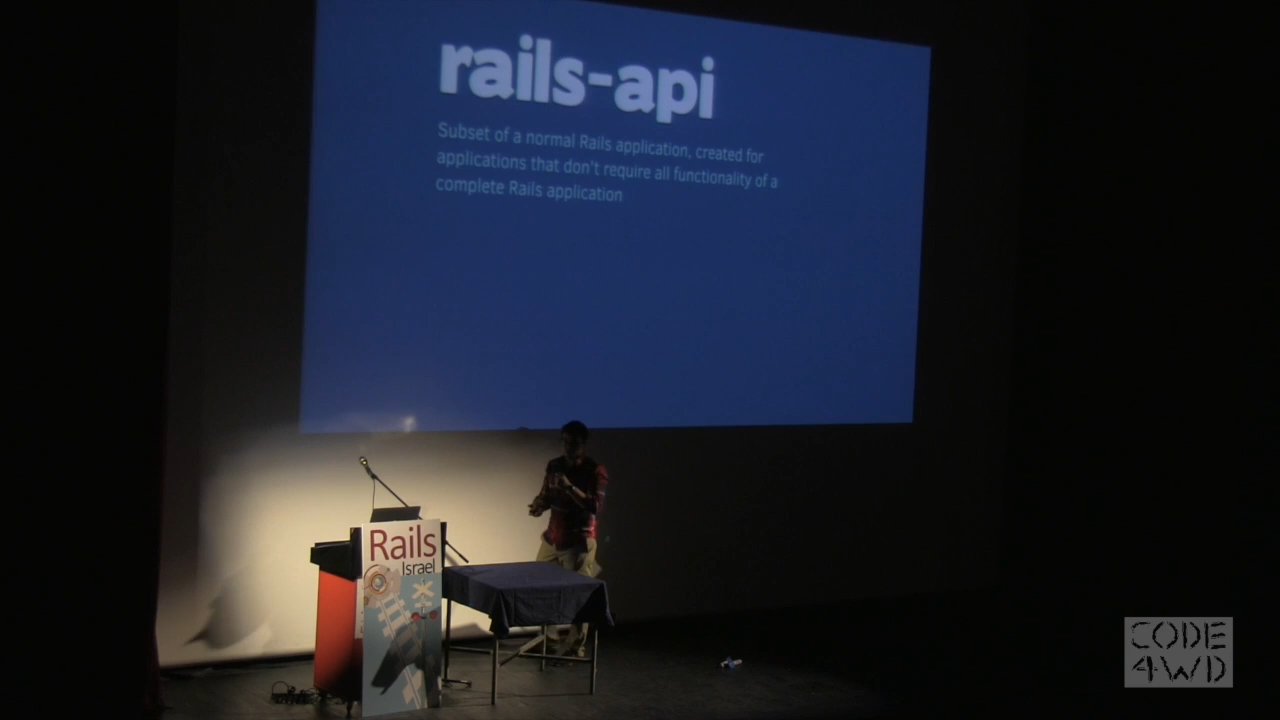 rails-api
Subset of a normal Rails application, created for
applications that don't require all functionality of a
complete Rails application
Rails
Israel
CODE
4WD